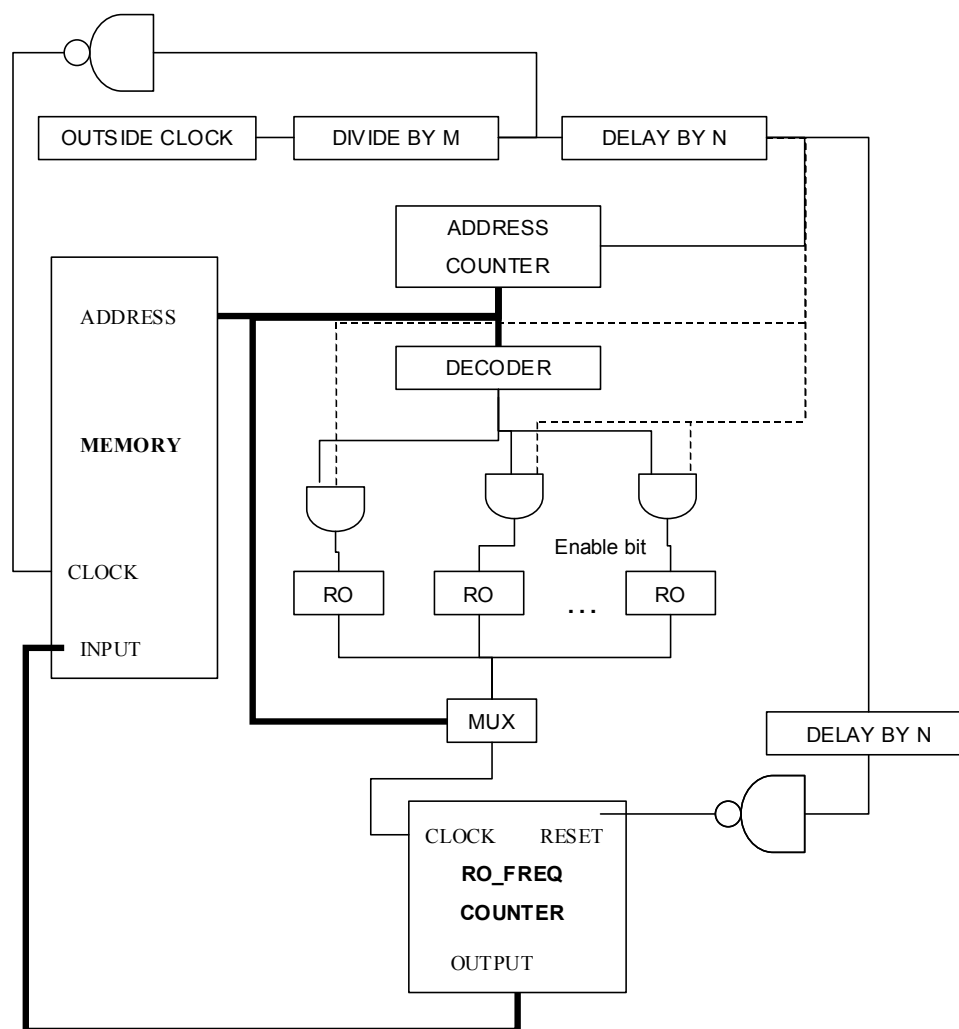 OUTSIDE CLOCK
DIVIDE BY M
DELAY BY N
ADDRESS
COUNTER
ADDRESS
DECODER
MEMORY
Enable bit
CLOCK
RO
RO
. . .
RO
INPUT
MUX
DELAY BY N
CLOCK
RESET
RO_FREQ
COUNTER
OUTPUT